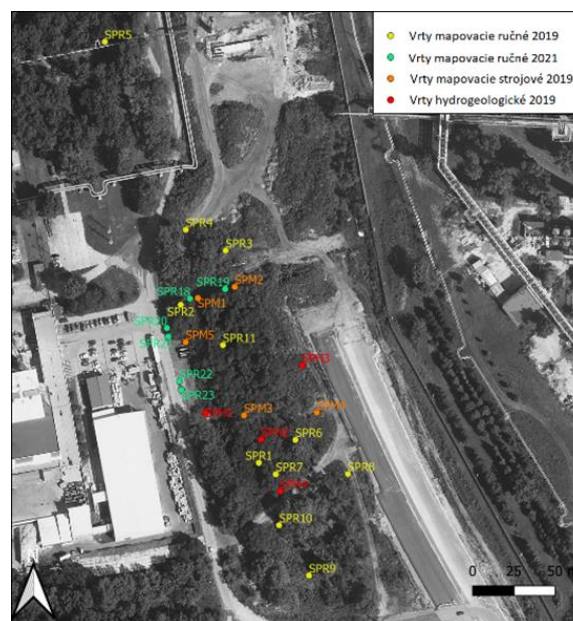 Vrty mapovacie ručné 2019
Vrty mapovacie ručné 2021
Vrty mapovacie strojové 2019
Vrty hydrogeologické 2019
SPR5
SPR4
SPR3
SPR19
SPM2
SPR18
SPM1
SPR2
SPR20
SPM5
SPR11
SPH3
SPR22
SPR23
SPM3
SPR6
SPR1
SPR7
SPR8
SPR10
SPR9
0 25 50 m